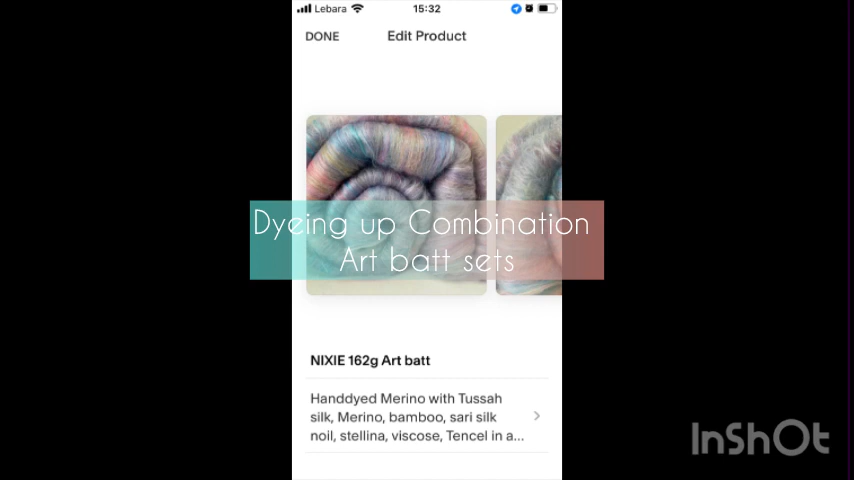 Lebara
15:32
DONE
Edit Product
Dyeing up Combination
Art batt sets
NIXIE 162g Art batt
Handdyed Merino with Tussah
silk, Merino, bamboo, sari silk
noil, stellina, viscose, Tencel in a...
InShOt